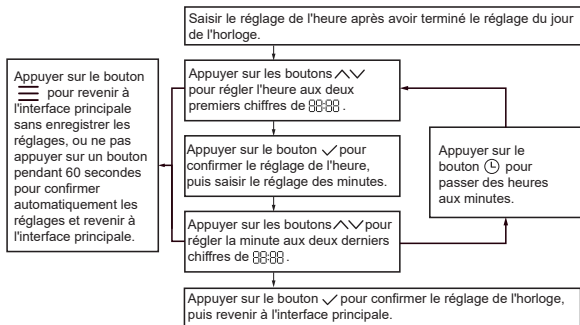 Saisir le réglage de l'heure après avoir terminé le réglage du jour
de l'horloge.
Appuyer sur le bouton
☰ pour revenir à
l'interface principale
sans enregistrer les
réglages, ou ne pas
appuyer sur un bouton
pendant 60 secondes
pour confirmer
automatiquement les
réglages et revenir à
l'interface principale.
Appuyer sur les boutons ᐱᐯ
pour régler l'heure aux deux
premiers chiffres de 88:88.
Appuyer sur le bouton ✓ pour
confirmer le réglage de l'heure,
puis saisir le réglage des minutes.
Appuyer sur les boutons ᐱᐯ pour
régler la minute aux deux derniers
chiffres de 88:88.
Appuyer sur le
bouton 🕒 pour
passer des heures
aux minutes.
Appuyer sur le bouton ✓ pour confirmer le réglage de l'horloge,
puis revenir à l'interface principale.